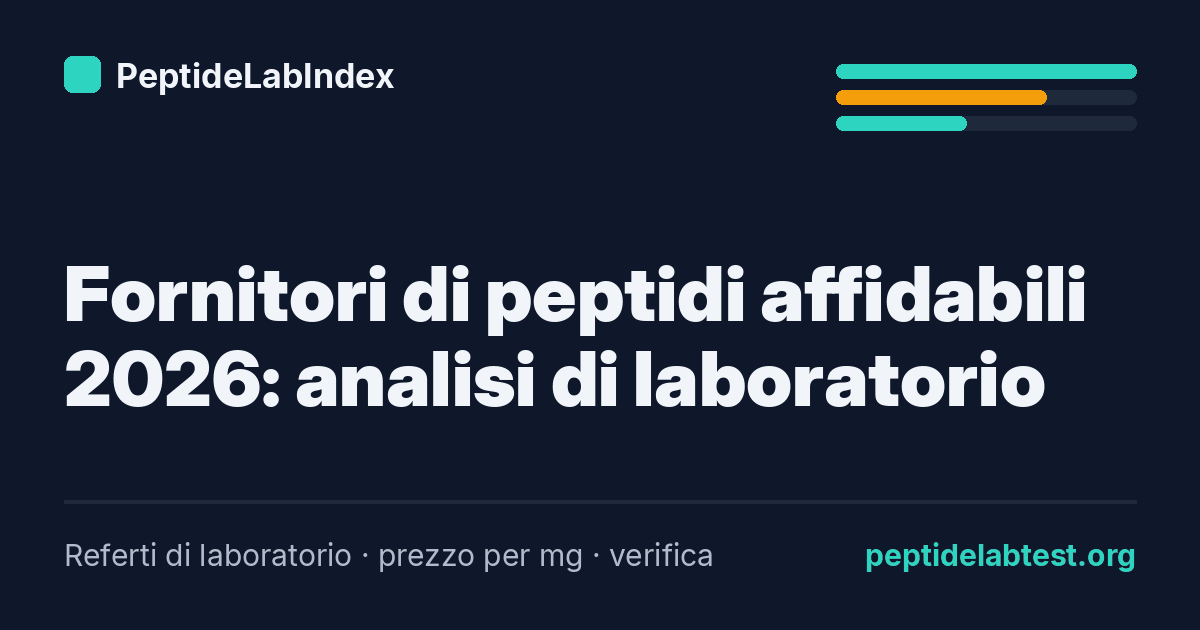 PeptideLabIndex
Fornitori di peptidi affidabili
2026: analisi di laboratorio
Referti di laboratorio · prezzo per mg · verifica
peptidelabtest.org